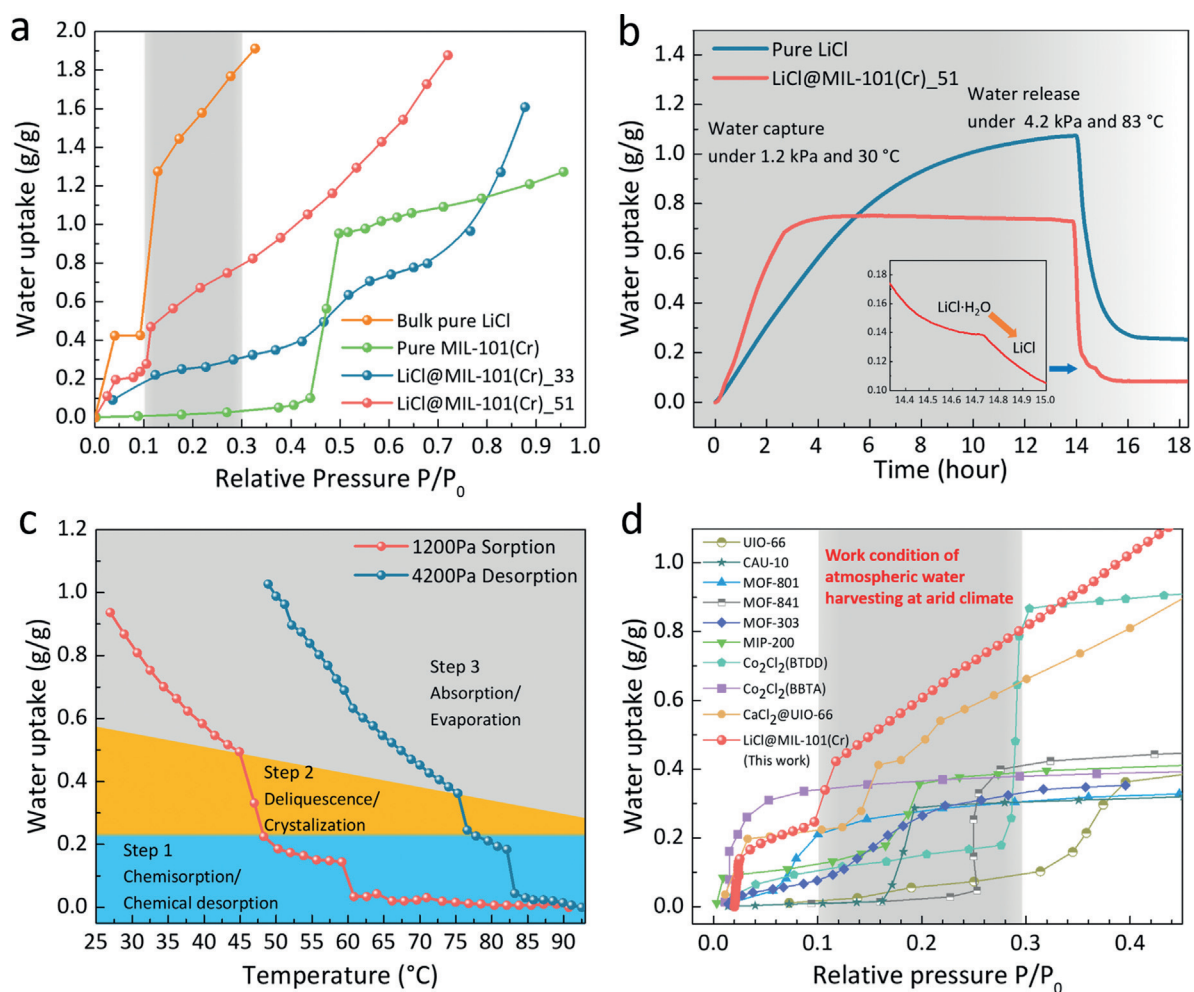 a
Water uptake (g/g)
2.0
1.8
1.6
1.4
1.2
1.0
0.8
0.6
0.4
0.2
0.0
Bulk pure LiCl
Pure MIL-101(Cr)
LiCl@MIL-101(Cr)_33
LiCl@MIL-101(Cr)_51
0.0 0.1 0.2 0.3 0.4 0.5 0.6 0.7 0.8 0.9 1.0
Relative Pressure P/P₀
b
Water uptake (g/g)
1.4
1.2
1.0
0.8
0.6
0.4
0.2
0.0
Pure LiCl
LiCl@MIL-101(Cr)_51
Water capture
under 1.2 kPa and 30 °C
Water release
under 4.2 kPa and 83 °C
0.18
0.16
0.14
0.12
0.10
LiCl·H₂O
LiCl
14.4 14.5 14.6 14.7 14.8 14.9 15.0
0 2 4 6 8 10 12 14 16 18
Time (hour)
c
Water uptake (g/g)
1.2
1.0
0.8
0.6
0.4
0.2
0.0
1200Pa Sorption
4200Pa Desorption
Step 3
Absorption/
Evaporation
Step 2
Deliquescence/
Crystalization
Step 1
Chemisorption/
Chemical desorption
25 35 45 55 65 75 85 95
Temperature (°C)
d
Water uptake (g/g)
1.0
0.8
0.6
0.4
0.2
0.0
UIO-66
CAU-10
MOF-801
MOF-841
MOF-303
MIP-200
Co₂Cl₂(BTDD)
Co₂Cl₂(BBTA)
CaCl₂@UIO-66
LiCl@MIL-101(Cr)
(This work)
Work condition of
atmospheric water
harvesting at arid climate
0.0 0.1 0.2 0.3 0.4
Relative pressure P/P₀